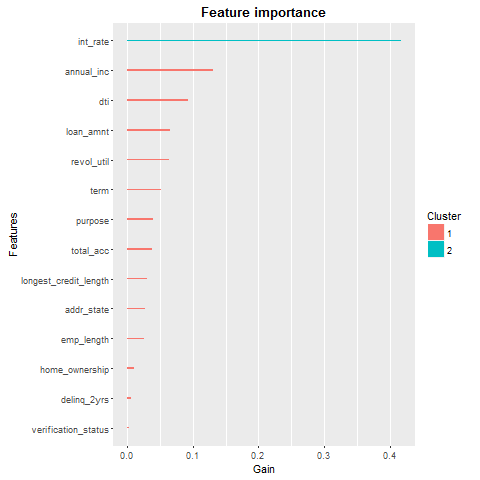 Feature importance
Features
int_rate
annual_inc
dti
loan_amnt
revol_util
term
purpose
total_acc
longest_credit_length
addr_state
emp_length
home_ownership
delinq_2yrs
verification_status
0.0 0.1 0.2 0.3 0.4
Gain
Cluster
1
2